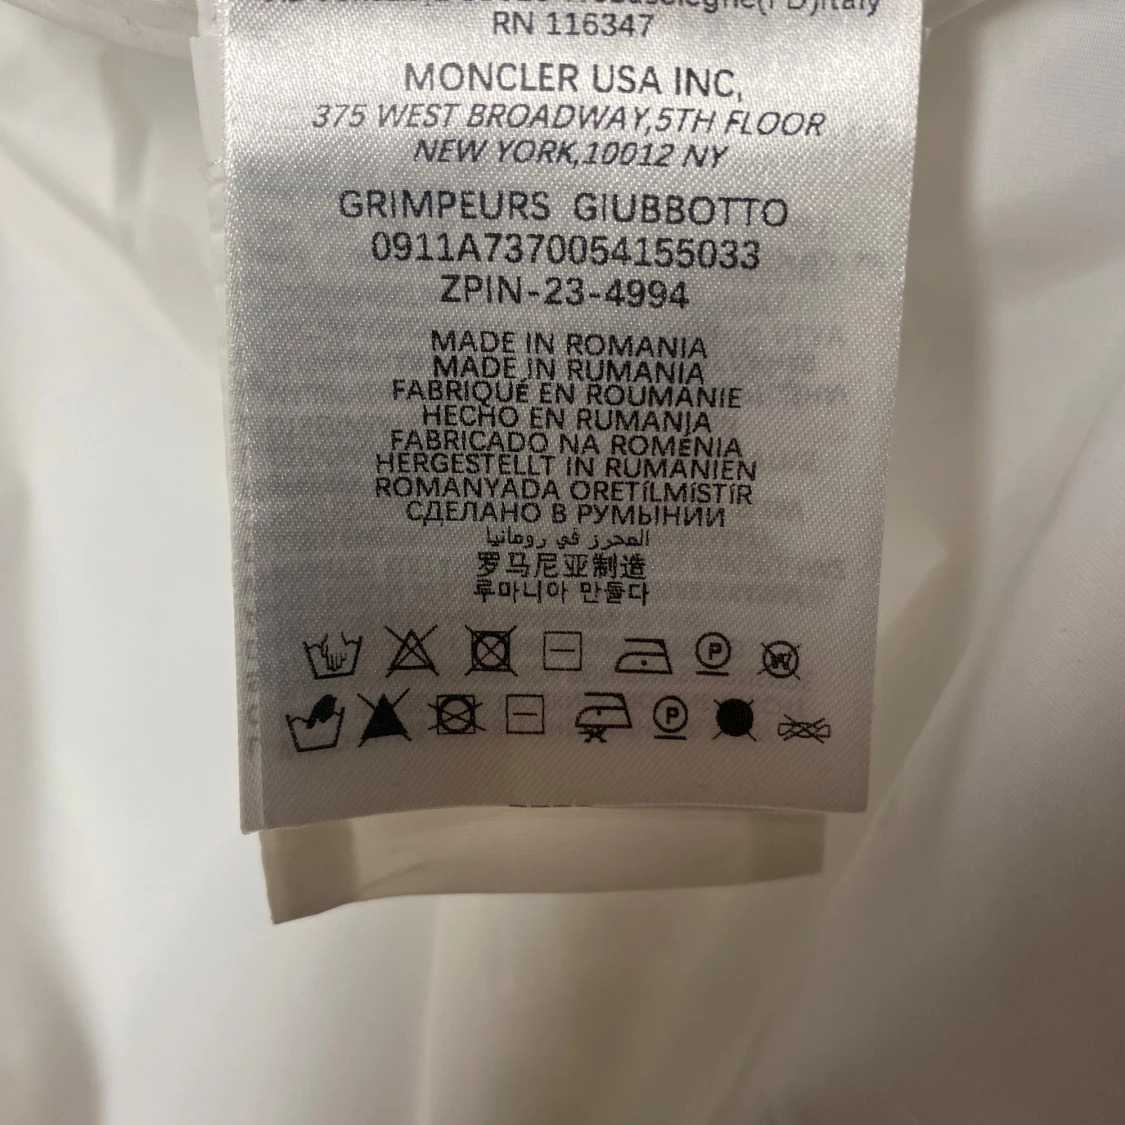 RN 116347
MONCLER USA INC,
375 WEST BROADWAY,5TH FLOOR
NEW YORK,10012 NY
GRIMPEURS GIUBBOTTO
0911A7370054155033
ZPIN-23-4994
MADE IN ROMANIA
MADE IN RUMANIA
FABRIQUÉ EN ROUMANIE
HECHO EN RUMANIA
FABRICADO NA ROMÉNIA
HERGESTELLT IN RUMANIEN
ROMANYADA ORETíLMíSTíR
СДЕЛАНО В РУМЫНИИ
المحرز في رومانيا
罗马尼亚制造
루마니아 만들다
P W
P